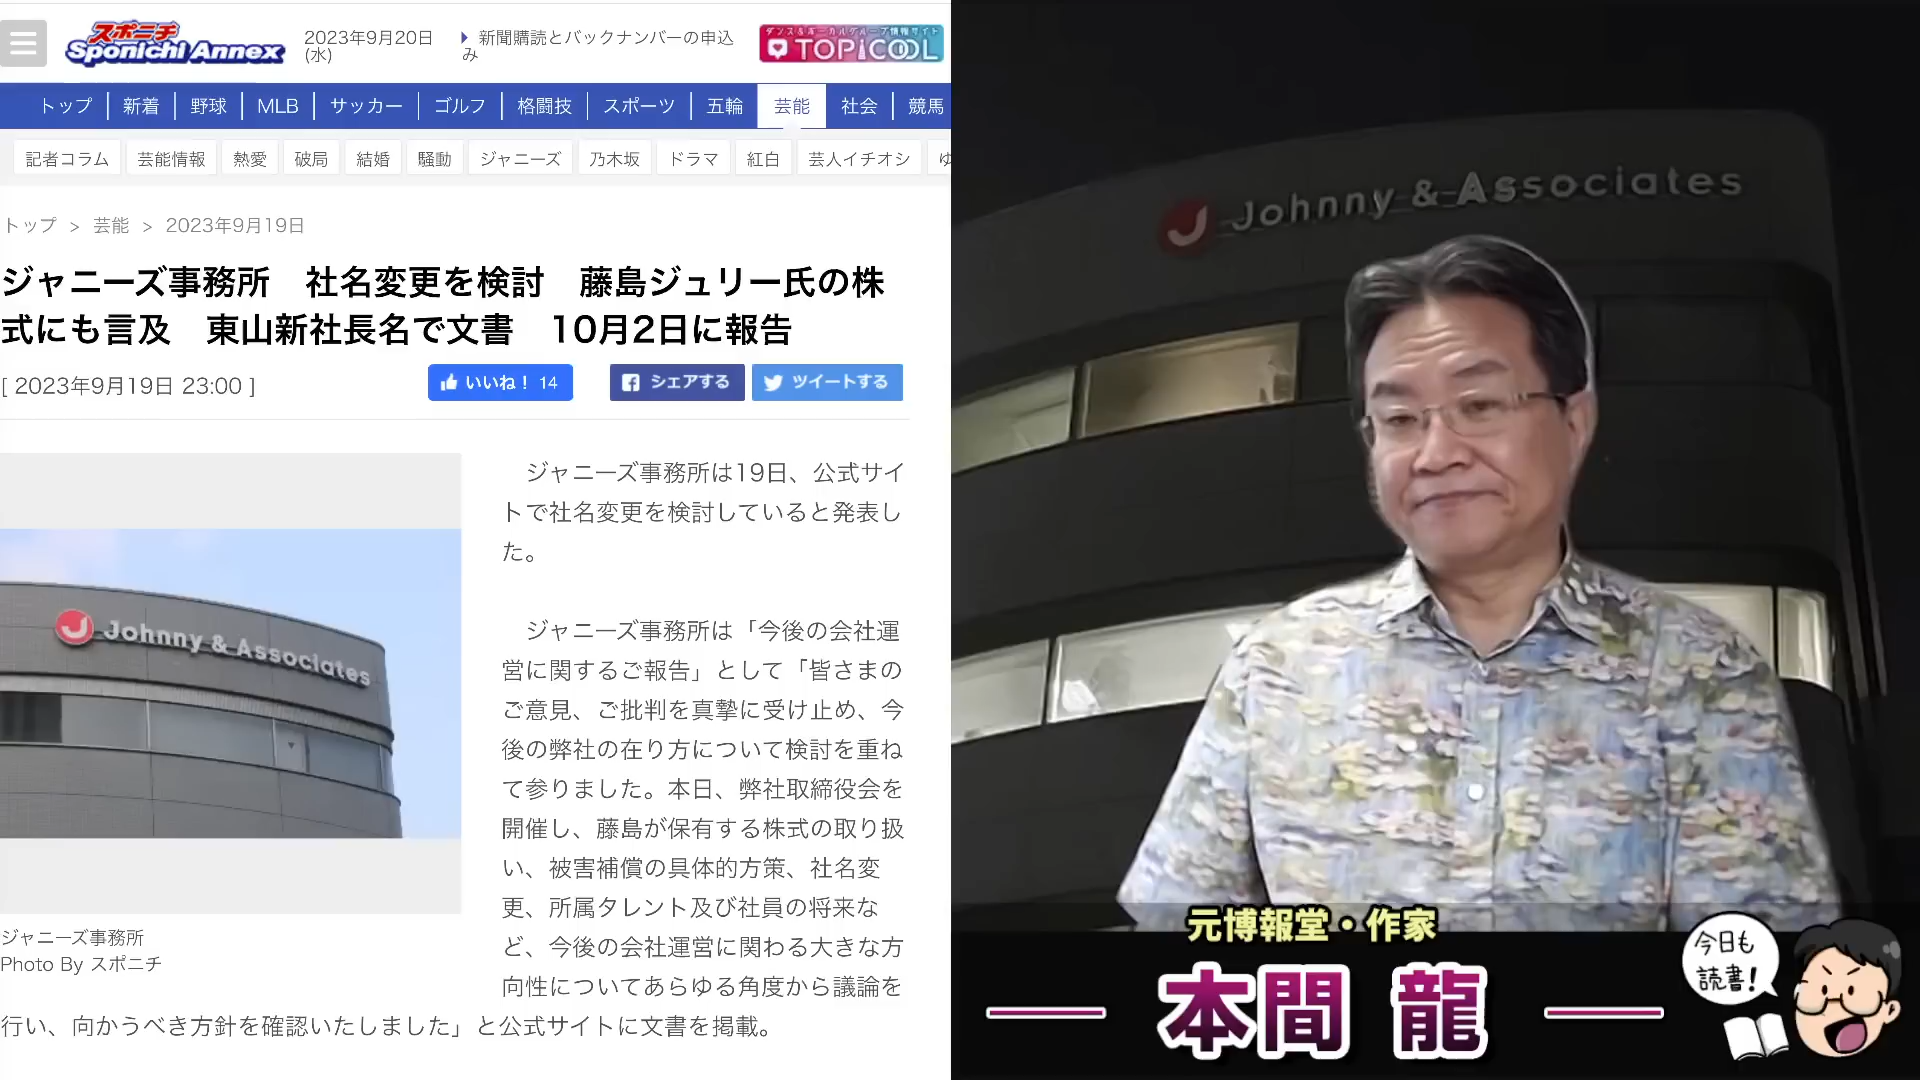 スポニチ
Sponichi Annex
2023年9月20日
(水)
新聞購読とバックナンバーの申込
み
ダンス&ボーカルグループ情報サイト
TOPICOOL
トップ 新着 野球 MLB サッカー ゴルフ 格闘技 スポーツ 五輪 芸能 社会 競馬
記者コラム 芸能情報 熱愛 破局 結婚 騒動 ジャニーズ 乃木坂 ドラマ 紅白 芸人イチオシ ゆ
トップ > 芸能 > 2023年9月19日
ジャニーズ事務所 社名変更を検討 藤島ジュリー氏の株
式にも言及 東山新社長名で文書 10月2日に報告
[ 2023年9月19日 23:00 ]
いいね! 14
シェアする
ツイートする
ジャニーズ事務所は19日、公式サイ
トで社名変更を検討していると発表し
た。
ジャニーズ事務所は「今後の会社運
営に関するご報告」として「皆さまの
ご意見、ご批判を真摯に受け止め、今
後の弊社の在り方について検討を重ね
て参りました。本日、弊社取締役会を
開催し、藤島が保有する株式の取り扱
い、被害補償の具体的方策、社名変
更、所属タレント及び社員の将来な
ど、今後の会社運営に関わる大きな方
向性についてあらゆる角度から議論を
行い、向かうべき方針を確認いたしました」と公式サイトに文書を掲載。
Johnny & Associates
ジャニーズ事務所
Photo By スポニチ
Johnny & Associates
元博報堂・作家
本間 龍
今日も
読書!